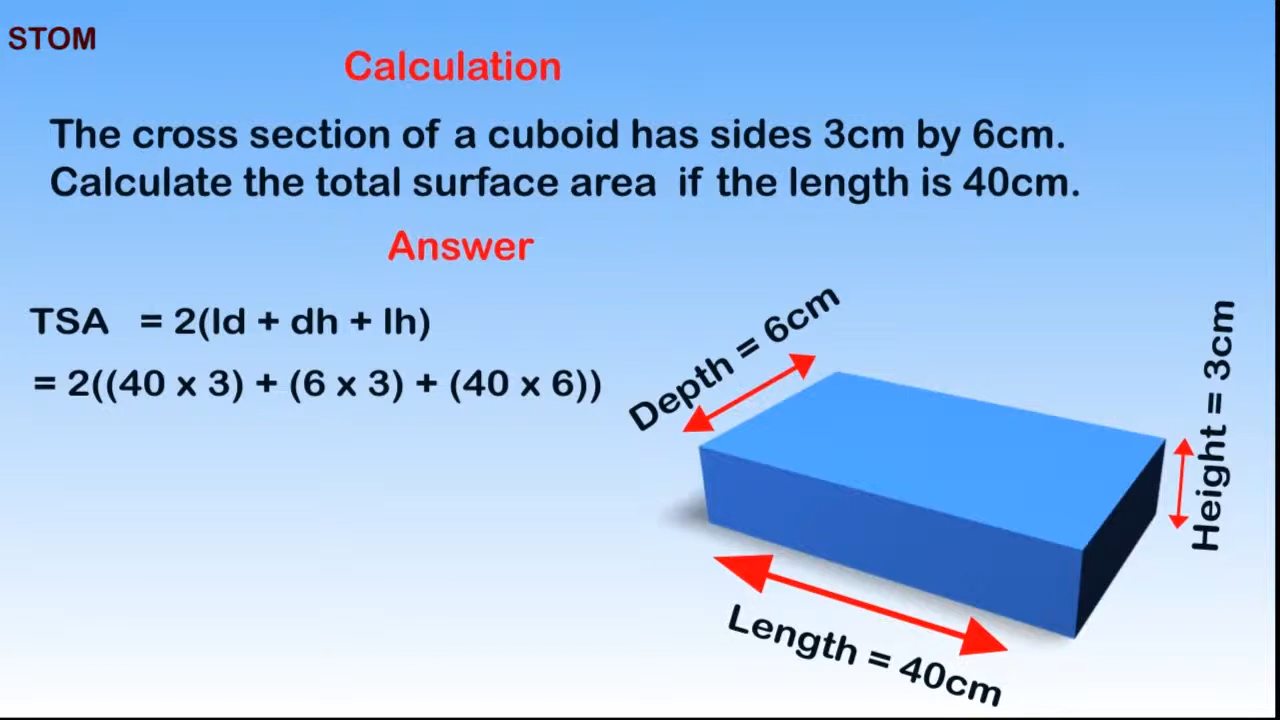 STOM
Calculation
The cross section of a cuboid has sides 3cm by 6cm.
Calculate the total surface area if the length is 40cm.
Answer
TSA = 2(ld + dh + lh)
= 2((40 x 3) + (6 x 3) + (40 x 6))
Depth = 6cm
Height = 3cm
Length = 40cm